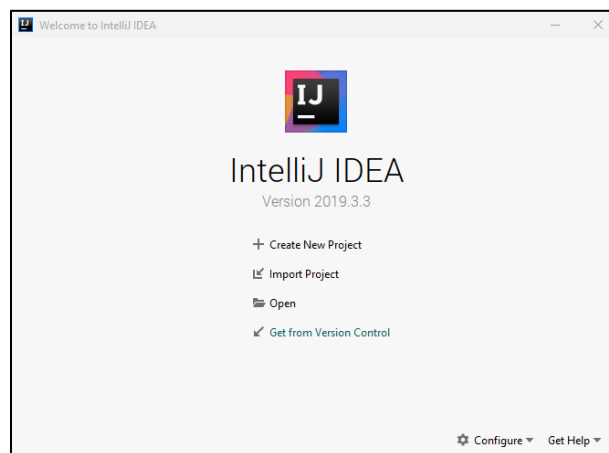 Welcome to IntelliJ IDEA
IJ
IntelliJ IDEA
Version 2019.3.3
Create New Project
Import Project
Open
Get from Version Control
Configure Get Help